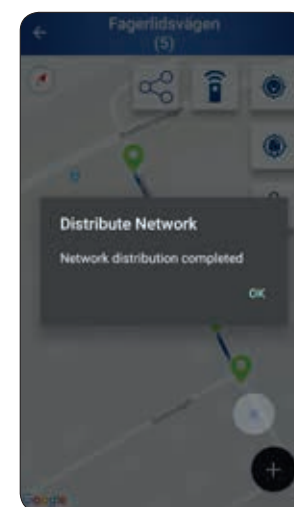 Fagerlidsvägen
(5)
Distribute Network
Network distribution completed
OK
Google